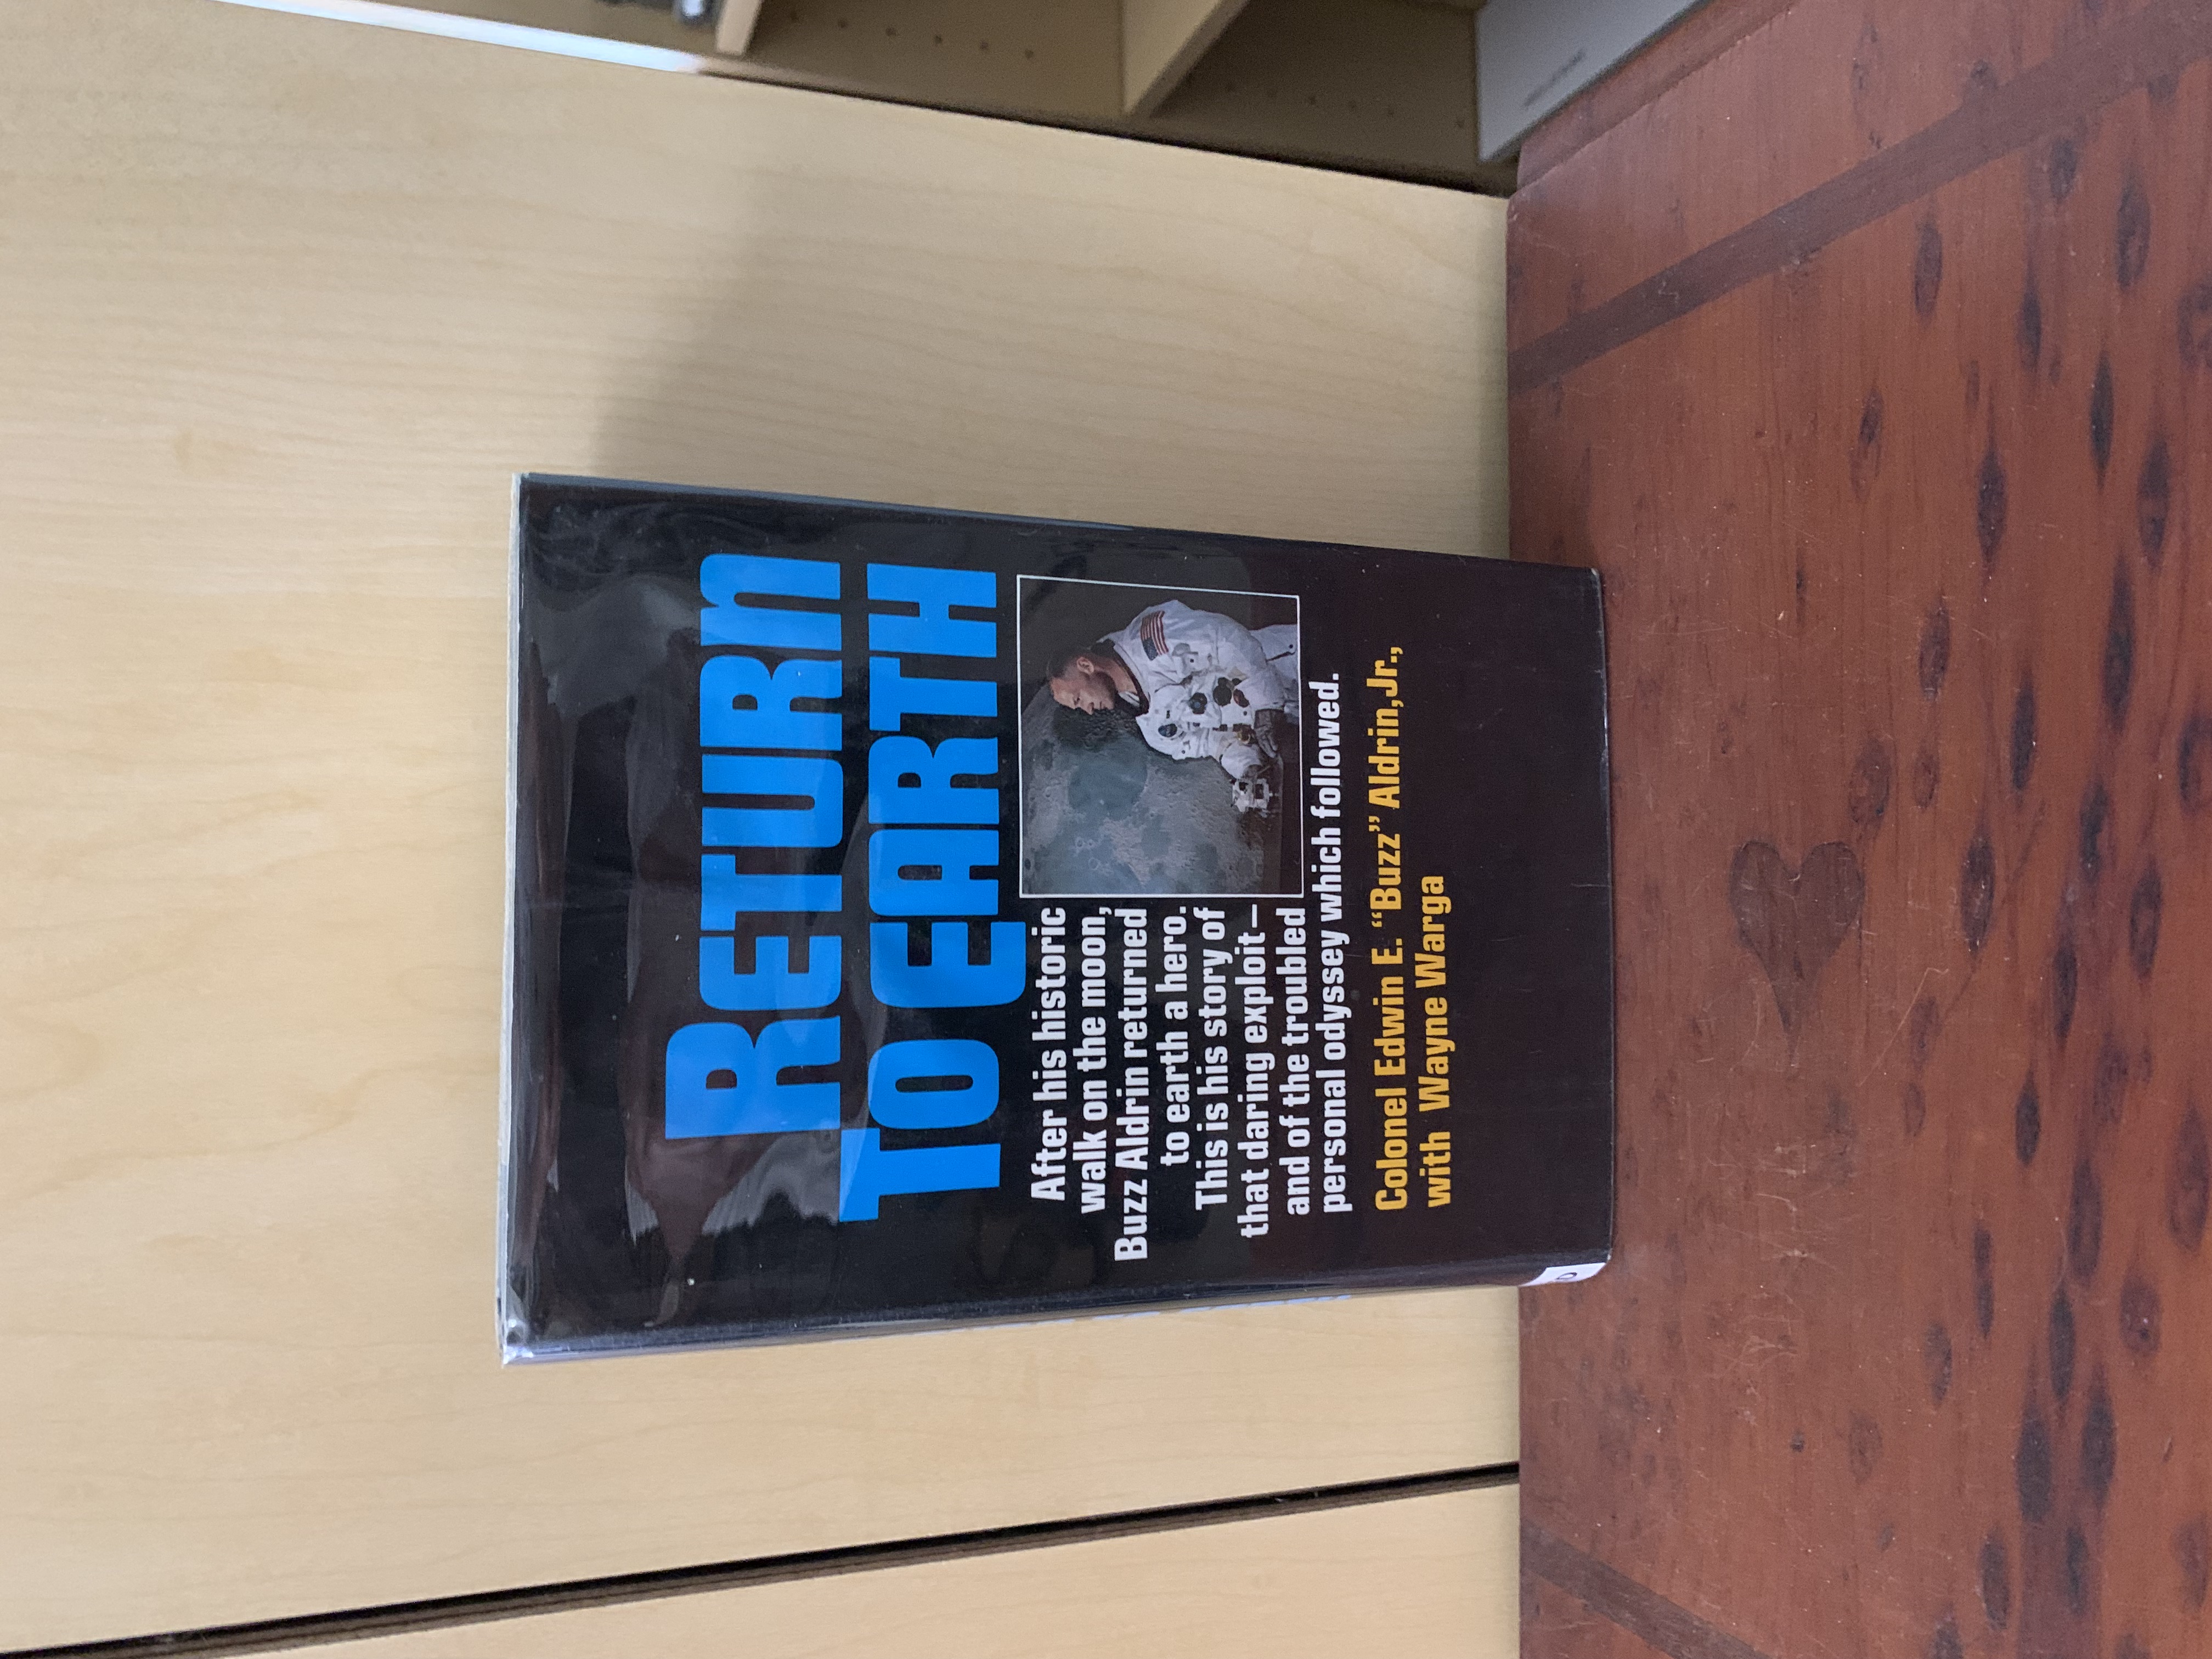 RETURN
TO EARTH
After his historic
walk on the moon,
Buzz Aldrin returned
to earth a hero.
This is his story of
that daring exploit—
and of the troubled
personal odyssey which followed.
Colonel Edwin E. “Buzz” Aldrin, Jr.,
with Wayne Warga